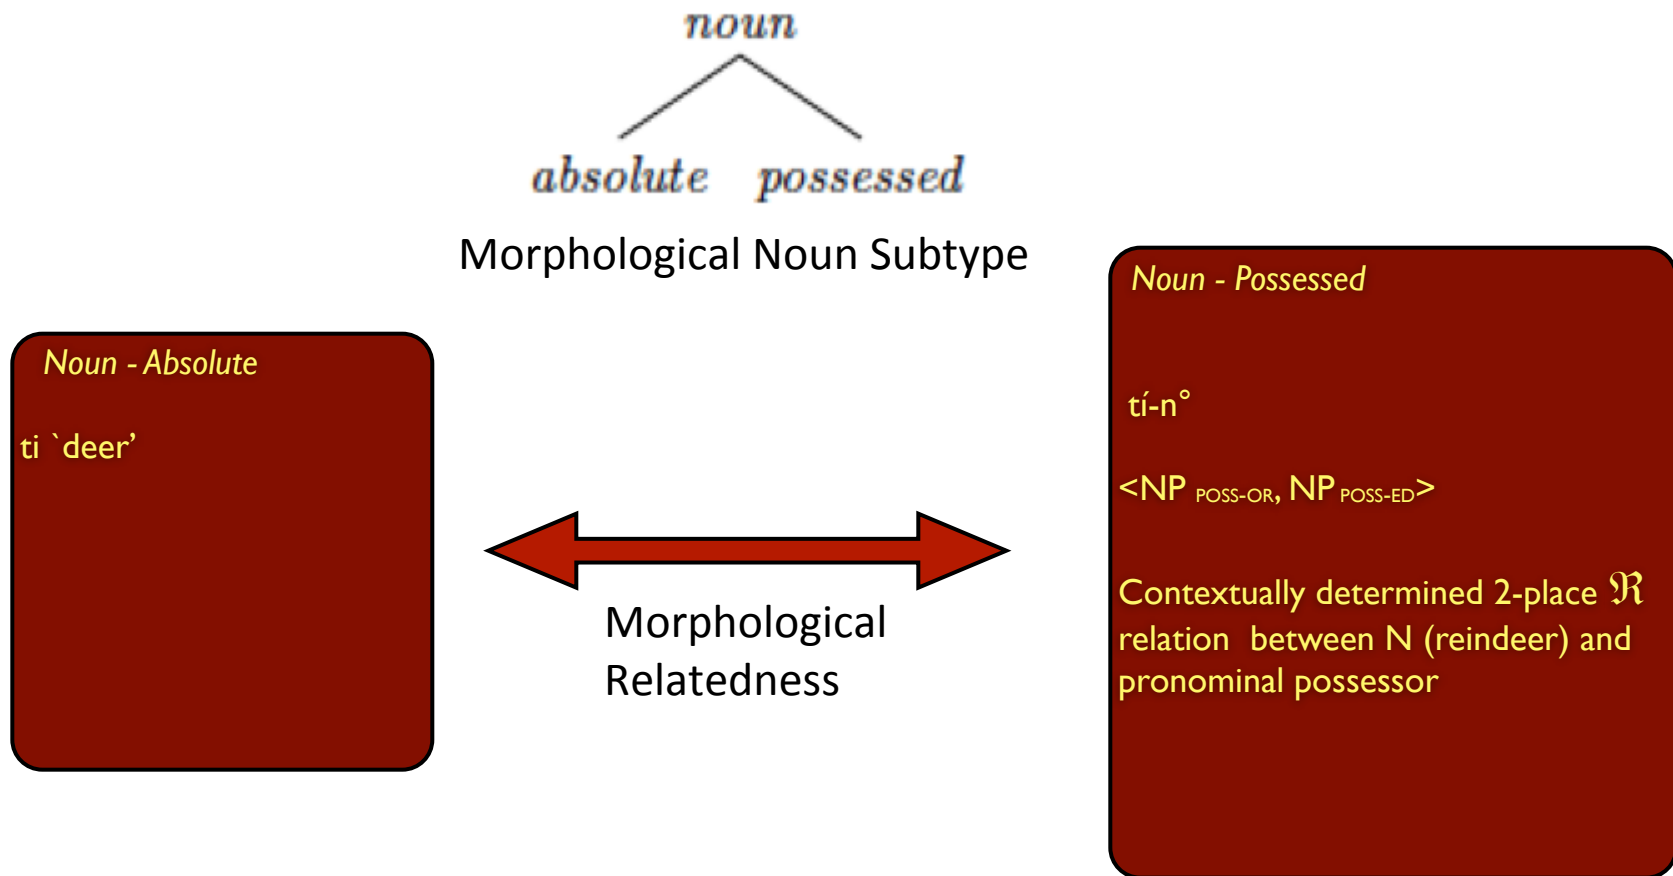 noun
absolute possessed
Morphological Noun Subtype
Noun - Absolute
ti `deer’
Morphological
Relatedness
Noun - Possessed
tí-n°
<NP POSS-OR, NP POSS-ED>
Contextually determined 2-place ℜ
relation between N (reindeer) and
pronominal possessor